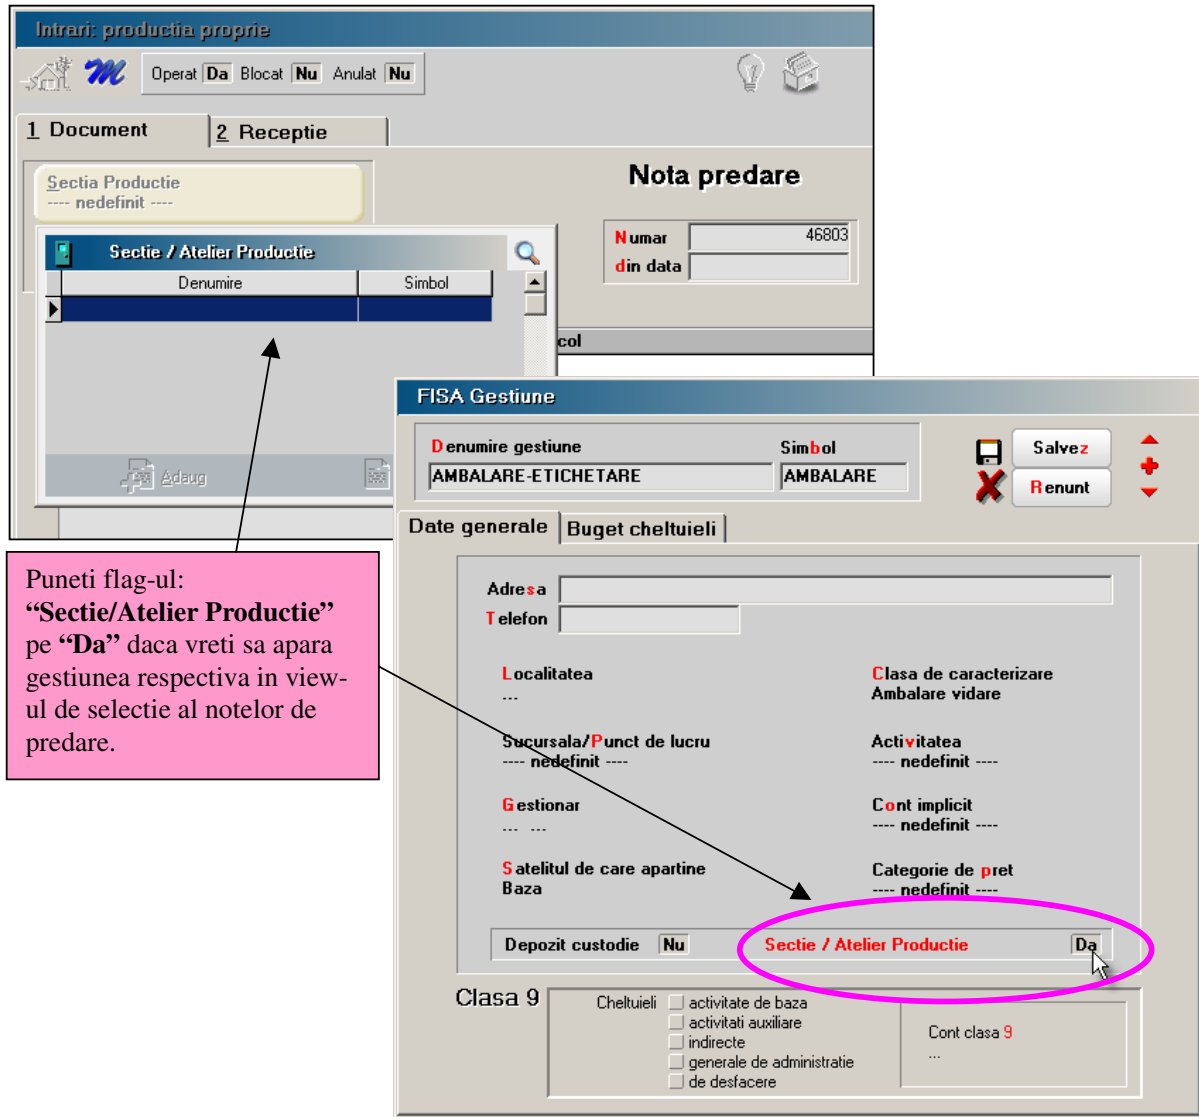 Intrari: productia proprie
Operat Da Blocat Nu Anulat Nu
1 Document
2 Receptie
Sectia Productie
---- nedefinit ----
Nota predare
Numar 46803
din data
Sectie / Atelier Productie
Denumire Simbol
col
Adaug
FISA Gestiune
Denumire gestiune Simbol
AMBALARE-ETICHETARE AMBALARE
Salvez
Renunt
Date generale Buget cheltuieli
Puneti flag-ul:
“Sectie/Atelier Productie”
pe “Da” daca vreti sa apara
gestiunea respectiva in view-
ul de selectie al notelor de
predare.
Adresa
Telefon
Localitatea
...
Clasa de caracterizare
Ambalare vidare
Sucursala/Punct de lucru
---- nedefinit ----
Activitatea
---- nedefinit ----
Gestionar
... ...
Cont implicit
---- nedefinit ----
Satelitul de care apartine
Baza
Categorie de pret
---- nedefinit ----
Depozit custodie Nu
Sectie / Atelier Productie Da
Clasa 9
Cheltuieli activitate de baza
activitati auxiliare
indirecte
generale de administratie
de desfacere
Cont clasa 9
...